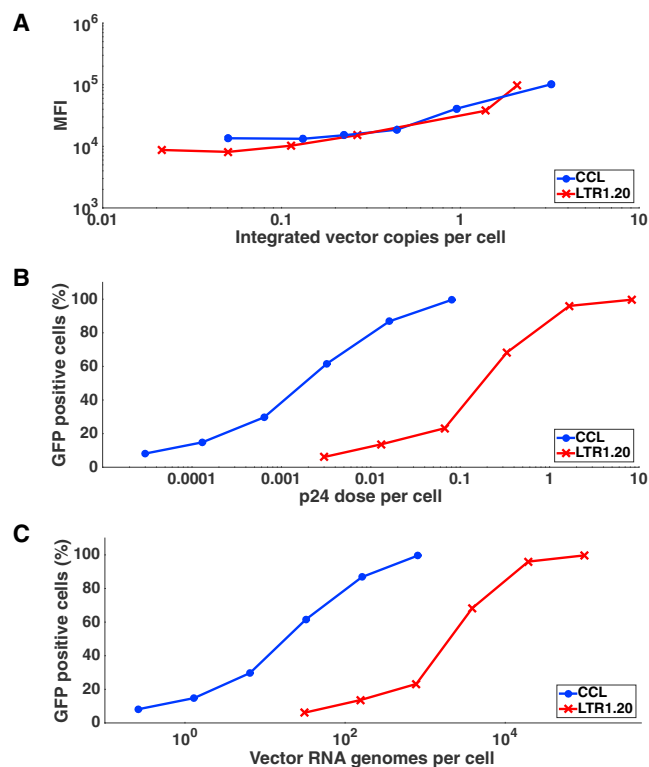 A
MFI
10^6
10^5
10^4
10^3
0.01 0.1 1 10
Integrated vector copies per cell
CCL
LTR1.20
B
GFP positive cells (%)
100
80
60
40
20
0
0.0001 0.001 0.01 0.1 1 10
p24 dose per cell
CCL
LTR1.20
C
GFP positive cells (%)
100
80
60
40
20
0
10^0 10^2 10^4
Vector RNA genomes per cell
CCL
LTR1.20